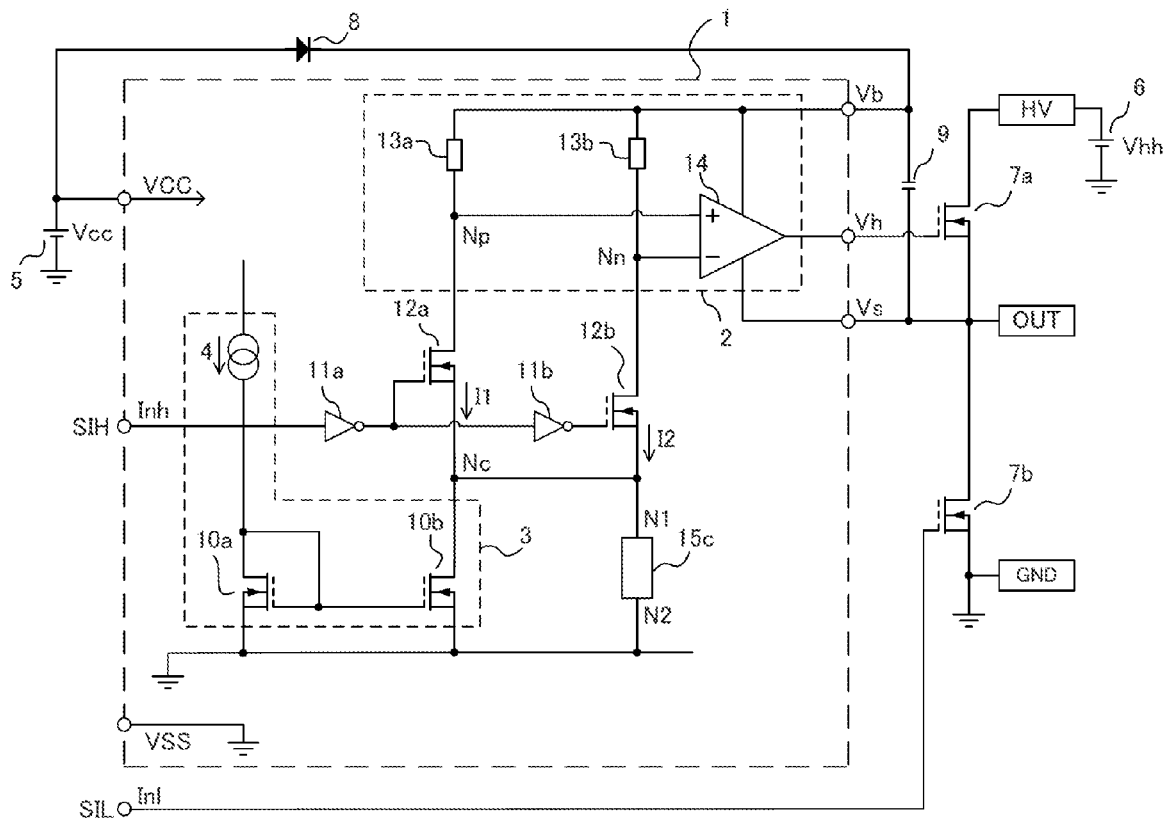 1
8
Vb
HV
6
13a
13b
9
Vhh
14
7a
VCC
+
Vh
Vcc
Np
Nn
−
5
12a
Vs
OUT
2
12b
4
11a
11b
I1
Inh
SIH
I2
Nc
7b
N1
10b
3
15c
10a
GND
N2
VSS
Inl
SIL